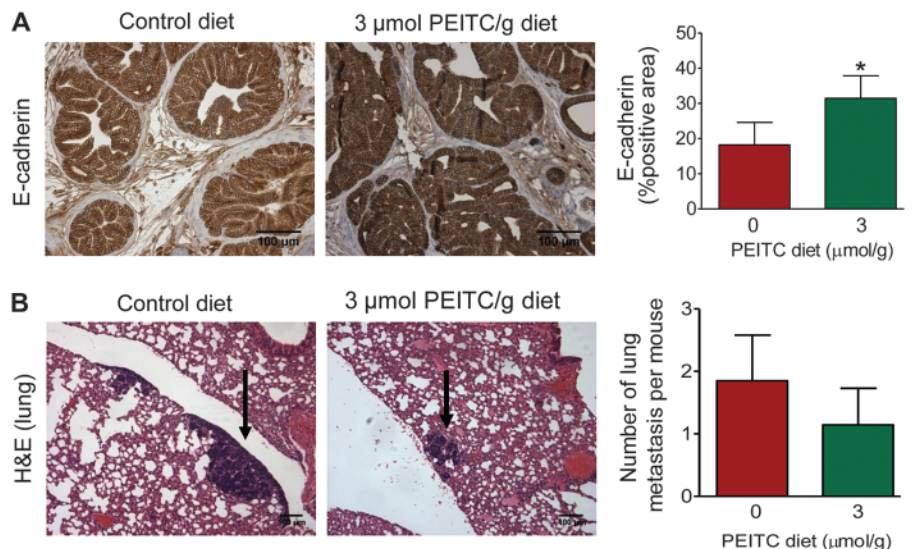 A
Control diet
3 µmol PEITC/g diet
E-cadherin
100 µm
100 µm
E-cadherin
(%positive area)
50
40
30
20
10
0
*
0
3
PEITC diet (µmol/g)
B
Control diet
3 µmol PEITC/g diet
H&E (lung)
100 µm
100 µm
Number of lung
metastasis per mouse
3
2
1
0
0
3
PEITC diet (µmol/g)